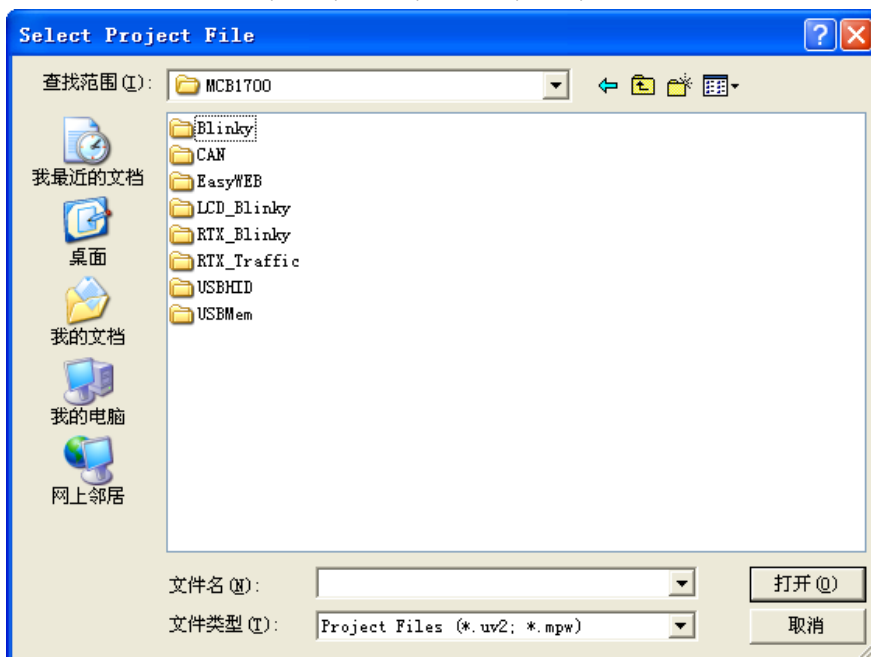 Select Project File
查找范围(I):
MCB1700
Blinky
CAN
EasyWEB
LCD_Blinky
RTX_Blinky
RTX_Traffic
USBHID
USBMem
我最近的文档
桌面
我的文档
我的电脑
网上邻居
文件名(N):
打开(O)
文件类型(T):
Project Files (*.uv2; *.mpw)
取消